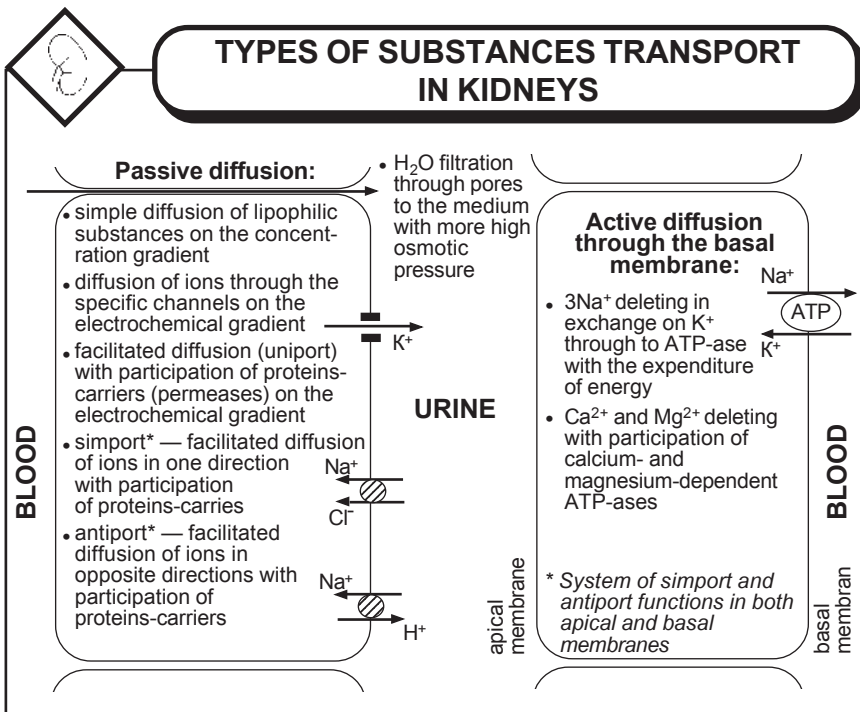 TYPES OF SUBSTANCES TRANSPORT
IN KIDNEYS
Passive diffusion:
• simple diffusion of lipophilic
substances on the concent-
ration gradient
• diffusion of ions through the
specific channels on the
electrochemical gradient
• facilitated diffusion (uniport)
with participation of proteins-
carriers (permeases) on the
electrochemical gradient
• simport* — facilitated diffusion
of ions in one direction
with participation
of proteins-carries
• antiport* — facilitated
diffusion of ions in
opposite directions with
participation of
proteins-carriers
BLOOD
• H₂O filtration
through pores
to the medium
with more high
osmotic
pressure
K⁺
URINE
Na⁺
Cl⁻
Na⁺
H⁺
Active diffusion
through the basal
membrane:
• 3Na⁺ deleting in
exchange on K⁺
through to ATP-ase
with the expenditure
of energy
• Ca²⁺ and Mg²⁺ deleting
with participation of
calcium- and
magnesium-dependent
ATP-ases
* System of simport and
antiport functions in both
apical and basal
membranes
Na⁺
ATP
K⁺
BLOOD
apical
membrane
basal
membran